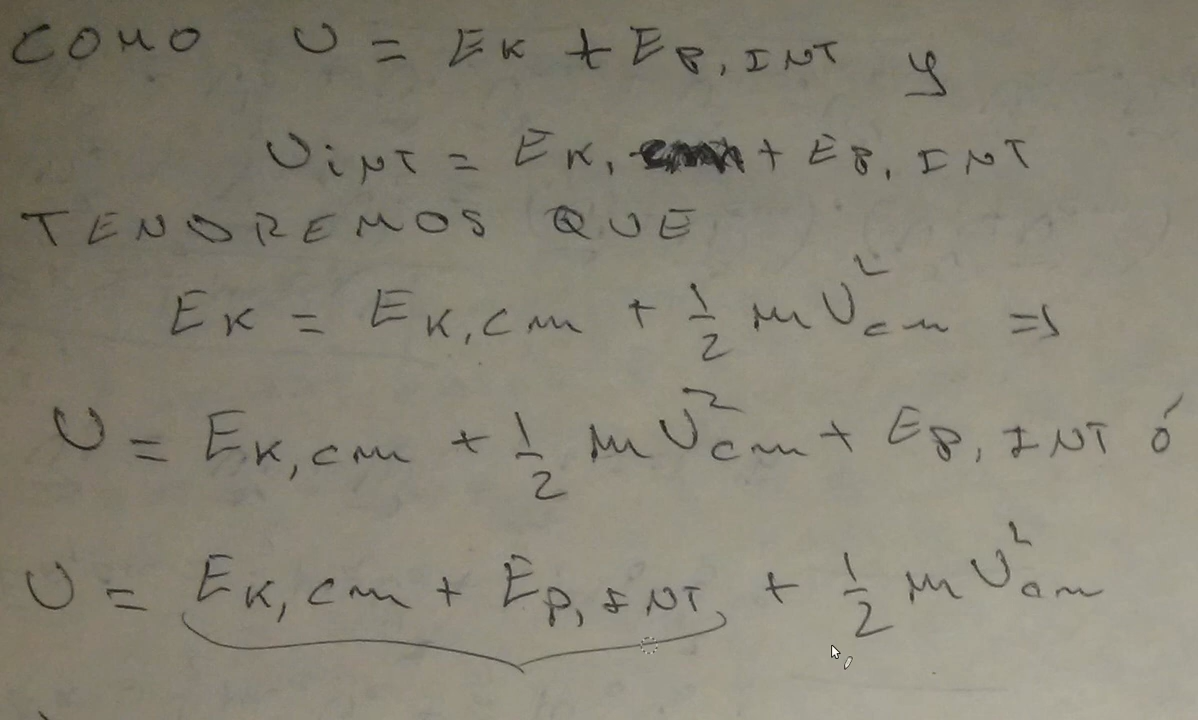 COMO U = EK + EP, INT y
UiNT = EK, cm + EP, INT
TENDREMOS QUE
EK = EK,cm + 1/2 m v²cm ⇒
U = EK,cm + 1/2 m v²cm + EP, INT ó
U = EK,cm + EP, INT, + 1/2 m v²cm